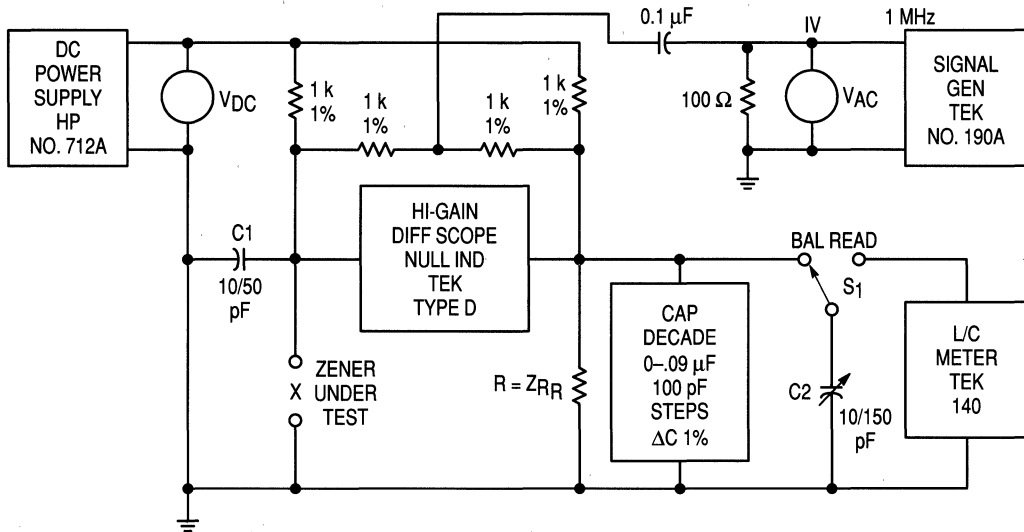 DC
POWER
SUPPLY
HP
NO. 712A
VDC
1 k
1%
1 k
1%
1 k
1%
1 k
1%
0.1 µF
IV
1 MHz
100 Ω
VAC
SIGNAL
GEN
TEK
NO. 190A
C1
10/50
pF
HI-GAIN
DIFF SCOPE
NULL IND
TEK
TYPE D
BAL READ
S1
X
ZENER
UNDER
TEST
R = ZRR
CAP
DECADE
0–.09 µF
100 pF
STEPS
ΔC 1%
C2
10/150
pF
L/C
METER
TEK
140